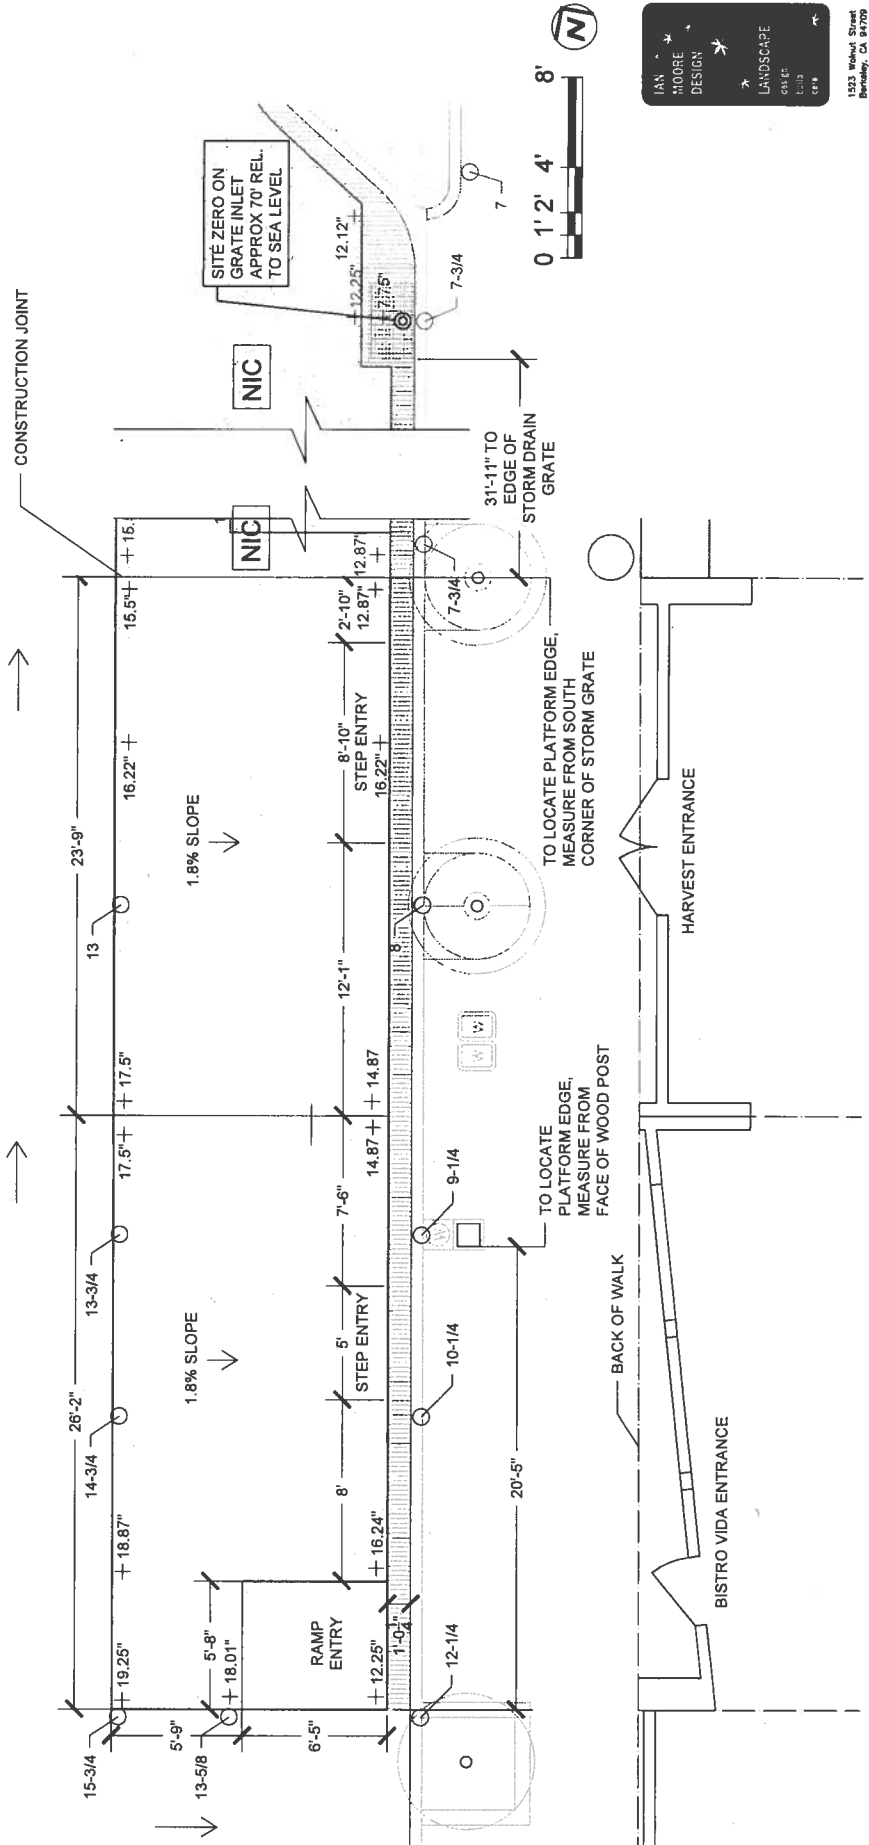 CONSTRUCTION JOINT
SITE ZERO ON
GRATE INLET
APPROX 70' REL.
TO SEA LEVEL
N
0 1' 2' 4' 8'
IAN
MOORE
DESIGN
LANDSCAPE
design
build
care
1523 Walnut Street
Berkeley, CA 94709
NIC
NIC
12.12"
12.25"
7.75"
7
7-3/4
31'-11" TO
EDGE OF
STORM DRAIN
GRATE
15.
15.5"
12.87'
12.87"
2'-10"
7-3/4
16.22"
16.22"
8'-10"
STEP ENTRY
23'-9"
1.8% SLOPE
TO LOCATE PLATFORM EDGE,
MEASURE FROM SOUTH
CORNER OF STORM GRATE
HARVEST ENTRANCE
13
8
12'-1"
W
W
17.5"
17.5"
14.87
14.87
7'-6"
TO LOCATE
PLATFORM EDGE,
MEASURE FROM
FACE OF WOOD POST
13-3/4
9-1/4
W
26'-2"
1.8% SLOPE
5'
STEP ENTRY
14-3/4
10-1/4
8'
20'-5"
BACK OF WALK
BISTRO VIDA ENTRANCE
18.87"
16.24"
5'-8"
RAMP
ENTRY
19.25"
18.01"
12.25"
12-1/4
15-3/4
5'-9"
13-5/8
6'-5"